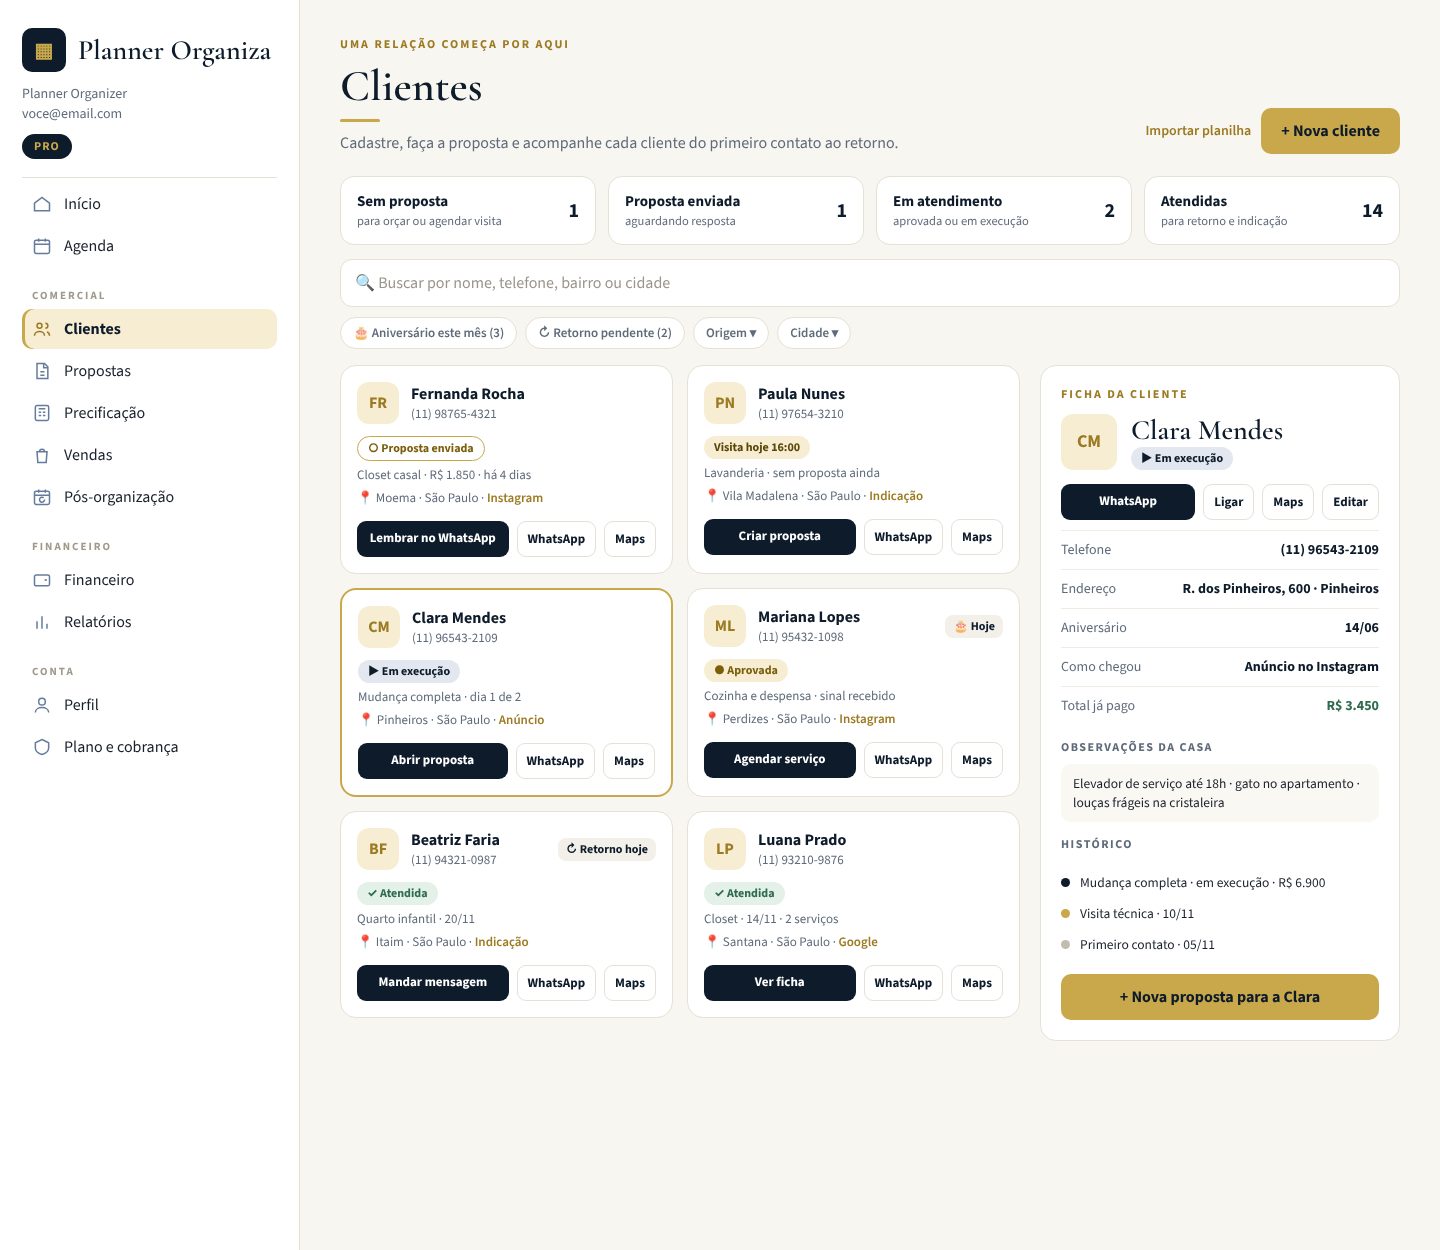 Planner Organiza
Planner Organizer
voce@email.com
PRO
Início
Agenda
COMERCIAL
Clientes
Propostas
Precificação
Vendas
Pós-organização
FINANCEIRO
Financeiro
Relatórios
CONTA
Perfil
Plano e cobrança
UMA RELAÇÃO COMEÇA POR AQUI
Clientes
Cadastre, faça a proposta e acompanhe cada cliente do primeiro contato ao retorno.
Importar planilha
+ Nova cliente
Sem proposta
para orçar ou agendar visita
1
Proposta enviada
aguardando resposta
1
Em atendimento
aprovada ou em execução
2
Atendidas
para retorno e indicação
14
🔍 Buscar por nome, telefone, bairro ou cidade
🎂 Aniversário este mês (3)
↻ Retorno pendente (2)
Origem ▾
Cidade ▾
FR
Fernanda Rocha
(11) 98765-4321
○ Proposta enviada
Closet casal · R$ 1.850 · há 4 dias
📍 Moema · São Paulo · Instagram
Lembrar no WhatsApp
WhatsApp
Maps
PN
Paula Nunes
(11) 97654-3210
Visita hoje 16:00
Lavanderia · sem proposta ainda
📍 Vila Madalena · São Paulo · Indicação
Criar proposta
WhatsApp
Maps
CM
Clara Mendes
(11) 96543-2109
▶ Em execução
Mudança completa · dia 1 de 2
📍 Pinheiros · São Paulo · Anúncio
Abrir proposta
WhatsApp
Maps
ML
Mariana Lopes
(11) 95432-1098
🎂 Hoje
● Aprovada
Cozinha e despensa · sinal recebido
📍 Perdizes · São Paulo · Instagram
Agendar serviço
WhatsApp
Maps
BF
Beatriz Faria
(11) 94321-0987
↻ Retorno hoje
✓ Atendida
Quarto infantil · 20/11
📍 Itaim · São Paulo · Indicação
Mandar mensagem
WhatsApp
Maps
LP
Luana Prado
(11) 93210-9876
✓ Atendida
Closet · 14/11 · 2 serviços
📍 Santana · São Paulo · Google
Ver ficha
WhatsApp
Maps
FICHA DA CLIENTE
CM
Clara Mendes
▶ Em execução
WhatsApp
Ligar
Maps
Editar
Telefone
(11) 96543-2109
Endereço
R. dos Pinheiros, 600 · Pinheiros
Aniversário
14/06
Como chegou
Anúncio no Instagram
Total já pago
R$ 3.450
OBSERVAÇÕES DA CASA
Elevador de serviço até 18h · gato no apartamento ·
louças frágeis na cristaleira
HISTÓRICO
Mudança completa · em execução · R$ 6.900
Visita técnica · 10/11
Primeiro contato · 05/11
+ Nova proposta para a Clara